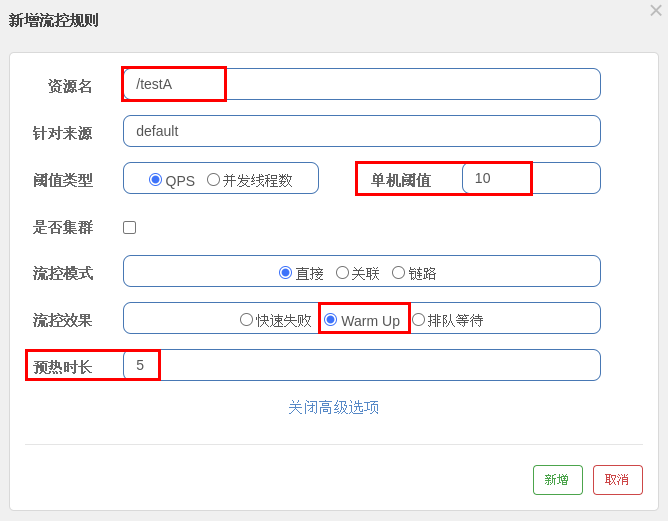 新增流控规则
资源名 /testA
针对来源 default
阈值类型 QPS 并发线程数 单机阈值 10
是否集群
流控模式 直接 关联 链路
流控效果 快速失败 Warm Up 排队等待
预热时长 5
关闭高级选项
新增 取消